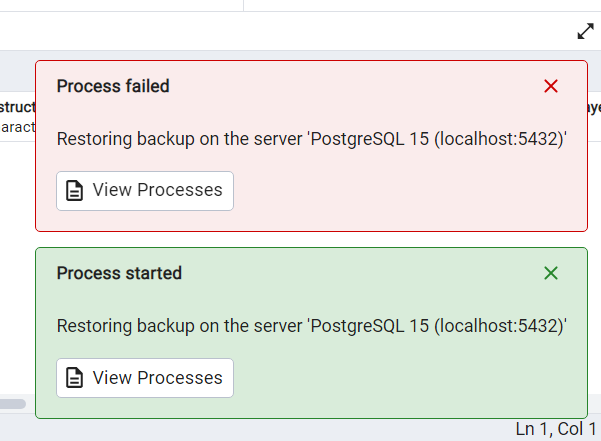 Process failed
struct
aye
aract
Restoring backup on the server 'PostgreSQL 15 (localhost:5432)'
View Processes
Process started
Restoring backup on the server 'PostgreSQL 15 (localhost:5432)'
View Processes
Ln 1, Col 1